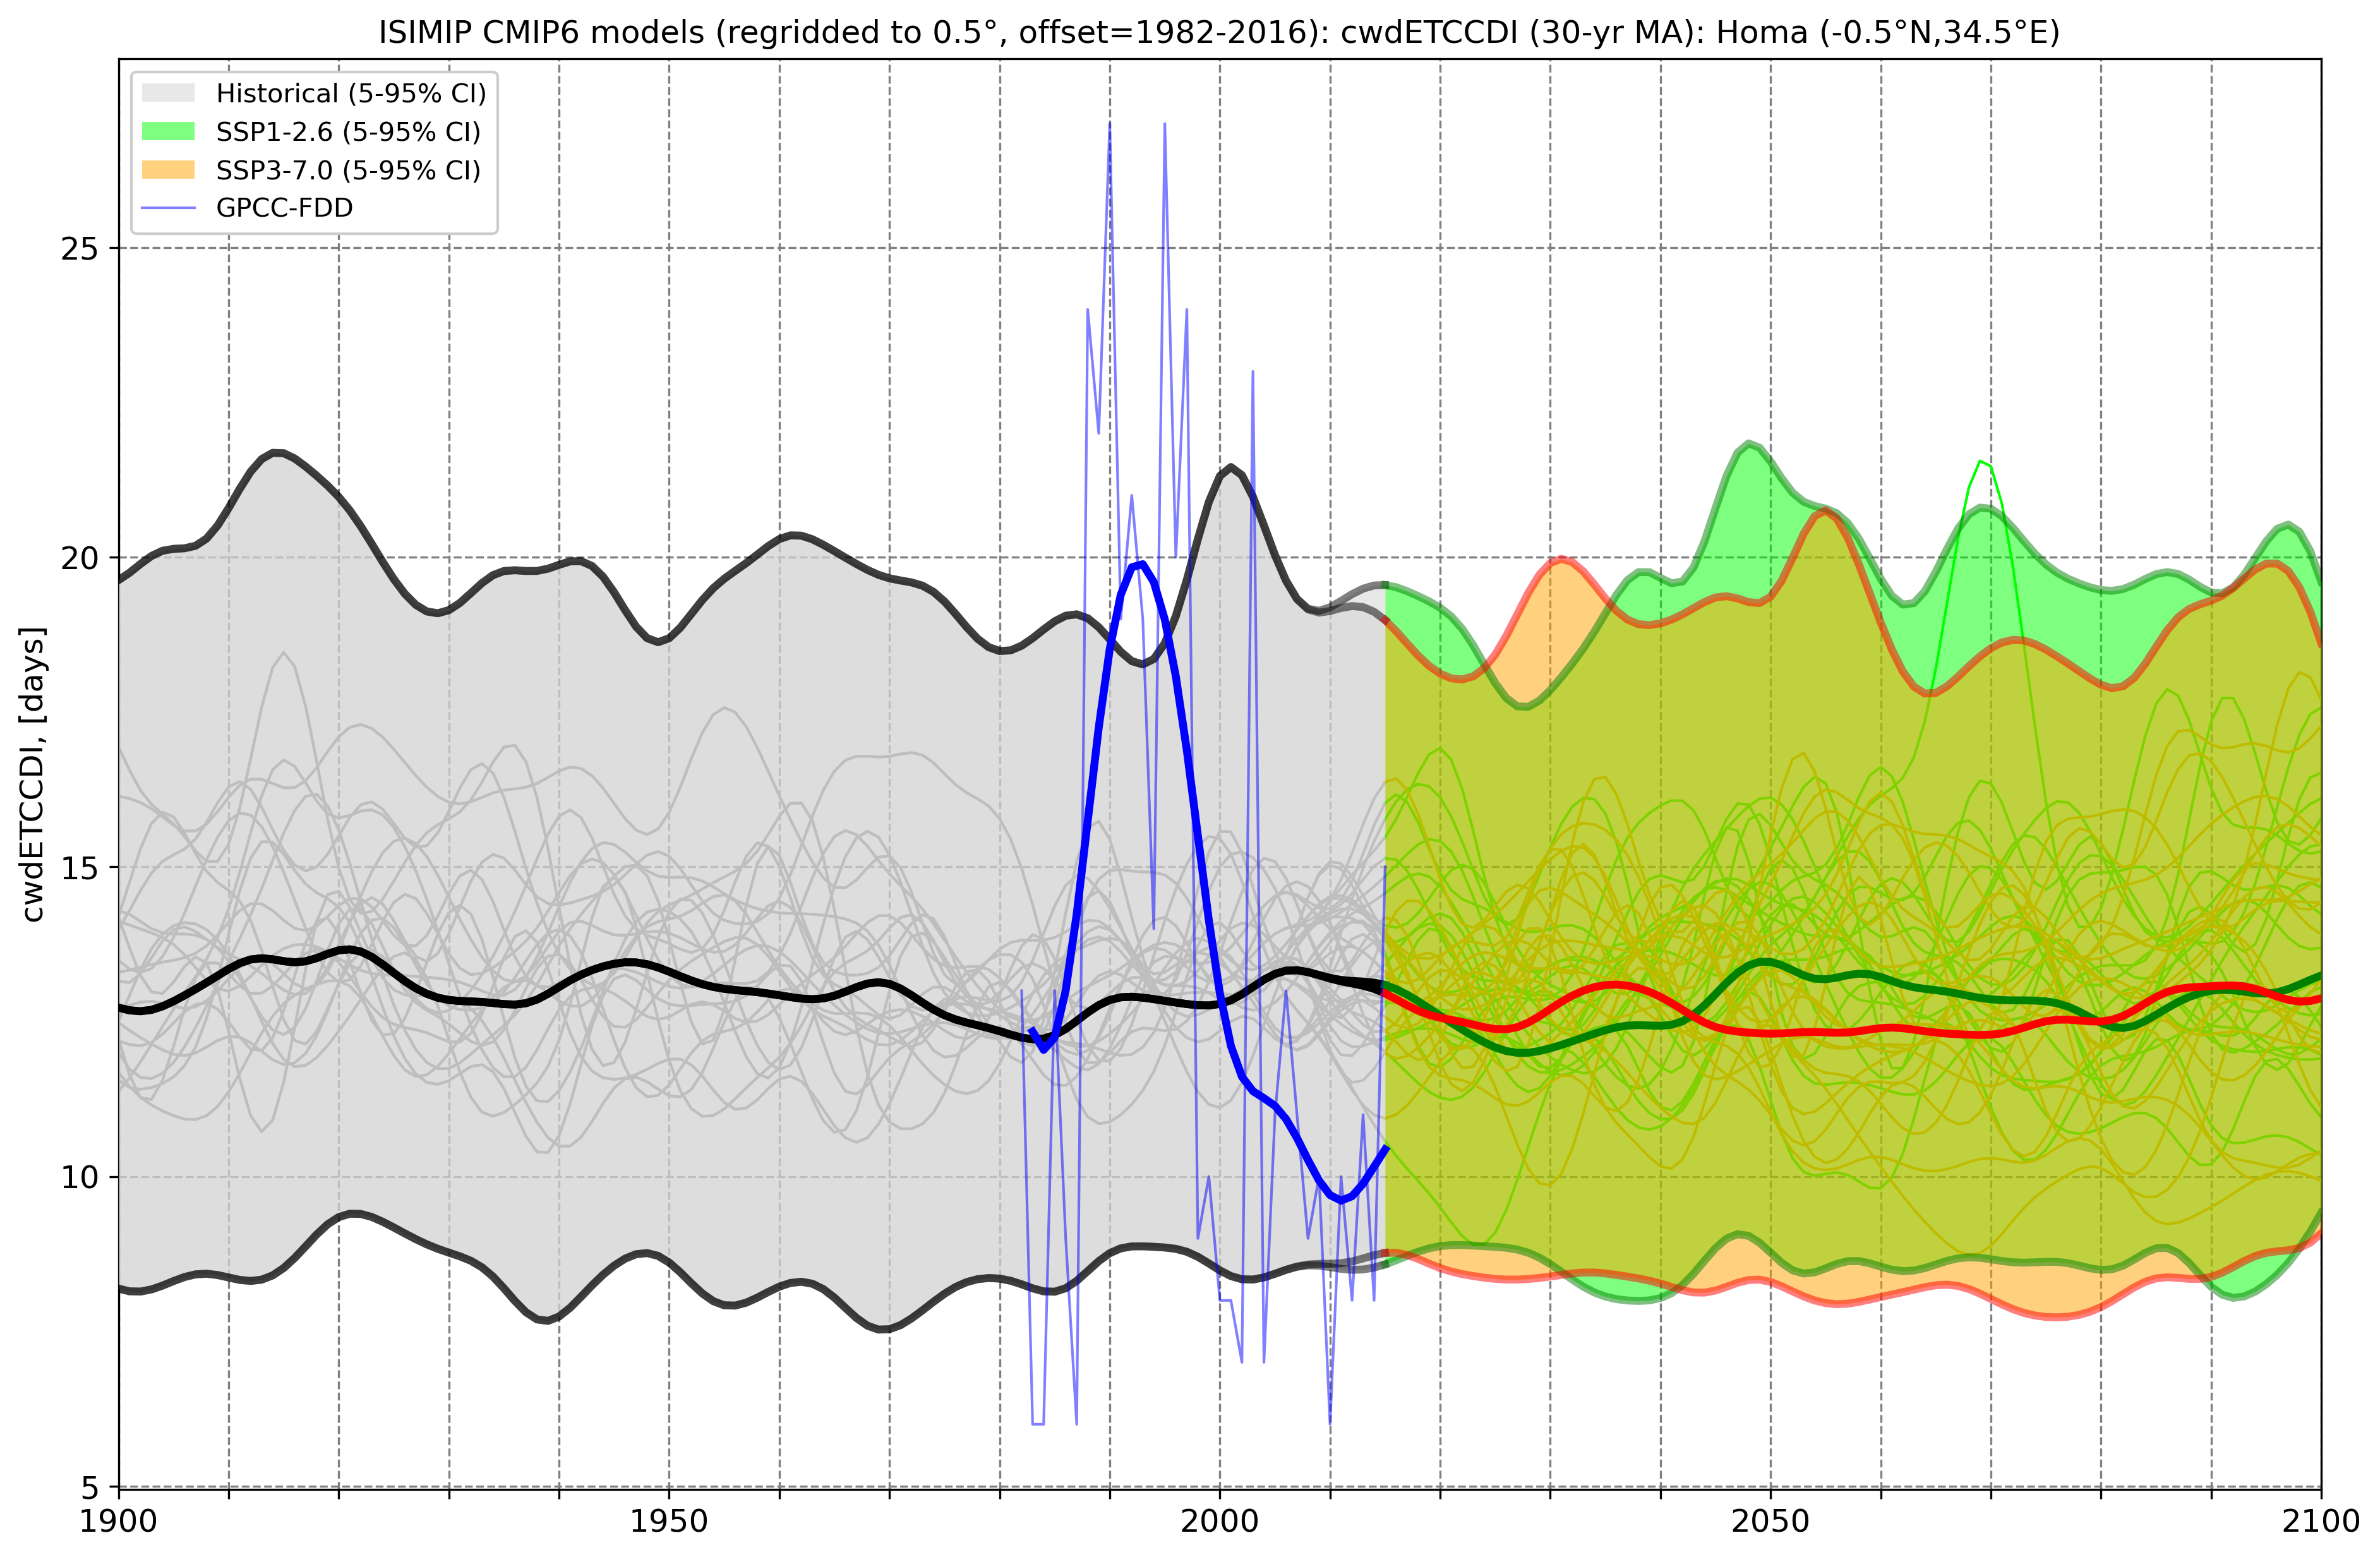 ISIMIP CMIP6 models (regridded to 0.5°, offset=1982-2016): cwdETCCDI (30-yr MA): Homa (-0.5°N,34.5°E)
Historical (5-95% CI)
SSP1-2.6 (5-95% CI)
SSP3-7.0 (5-95% CI)
GPCC-FDD
cwdETCCDI, [days]
25
20
15
10
5
1900
1950
2000
2050
2100